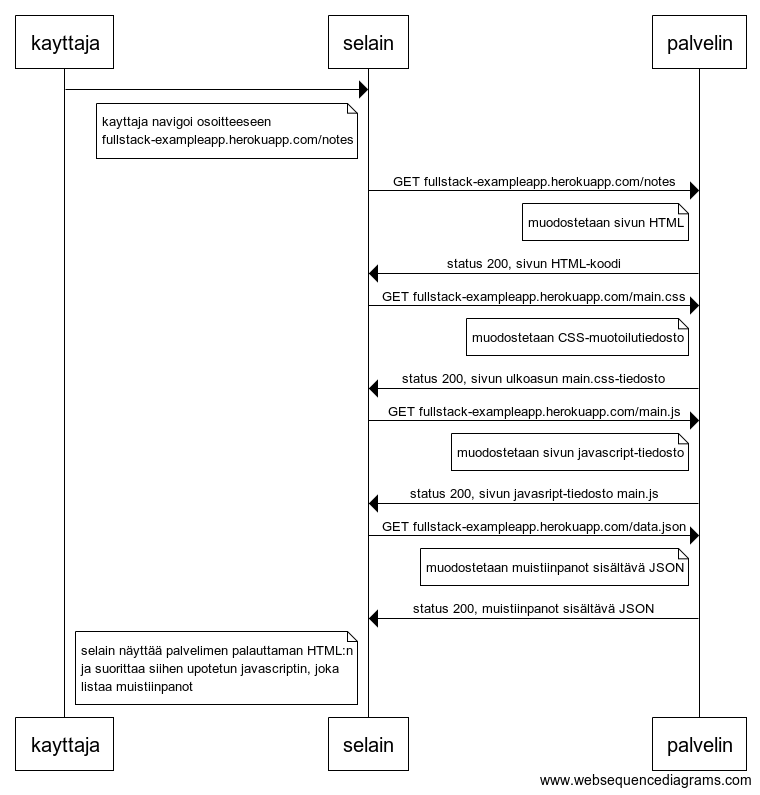 kayttaja
selain
palvelin
kayttaja navigoi osoitteeseen
fullstack-exampleapp.herokuapp.com/notes
GET fullstack-exampleapp.herokuapp.com/notes
muodostetaan sivun HTML
status 200, sivun HTML-koodi
GET fullstack-exampleapp.herokuapp.com/main.css
muodostetaan CSS-muotoilutiedosto
status 200, sivun ulkoasun main.css-tiedosto
GET fullstack-exampleapp.herokuapp.com/main.js
muodostetaan sivun javascript-tiedosto
status 200, sivun javasript-tiedosto main.js
GET fullstack-exampleapp.herokuapp.com/data.json
muodostetaan muistiinpanot sisältävä JSON
status 200, muistiinpanot sisältävä JSON
selain näyttää palvelimen palauttaman HTML:n
ja suorittaa siihen upotetun javascriptin, joka
listaa muistiinpanot
kayttaja
selain
palvelin
www.websequencediagrams.com